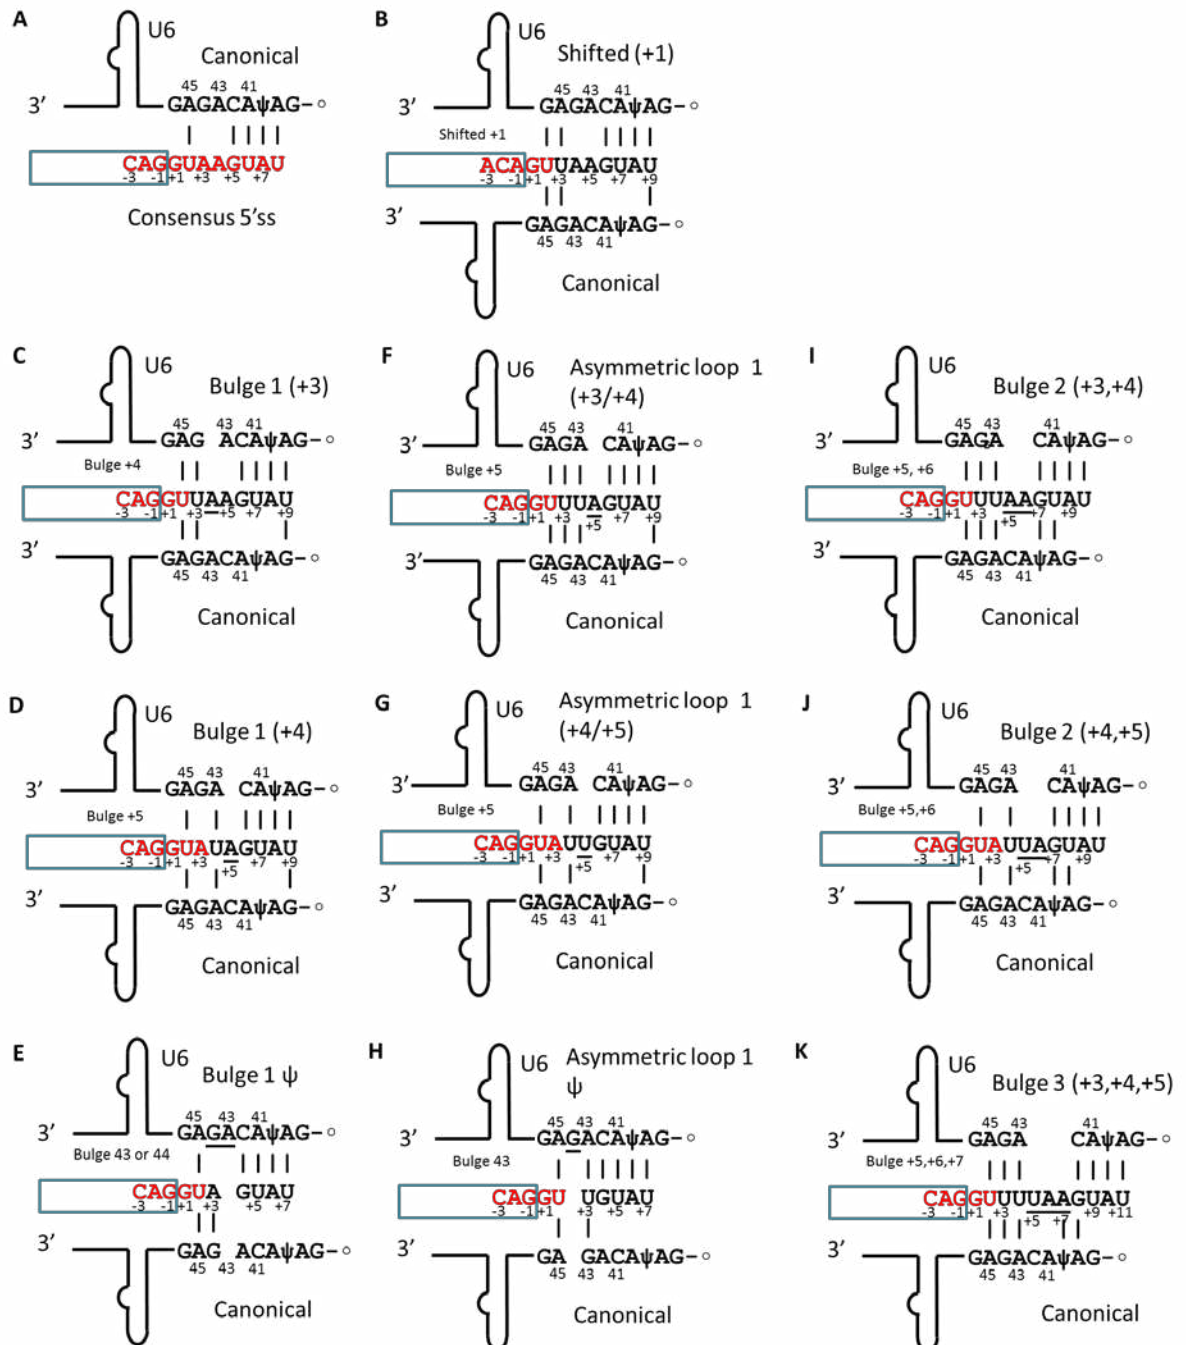 A
U6
Canonical
45 43 41
3’ GAGACAψAG-○
CAGGUAAGUAU
-3 -1 +1 +3 +5 +7
Consensus 5’ss
B
U6
Shifted (+1)
45 43 41
3’ GAGACAψAG-○
Shifted +1
ACAGUUAAGUAU
-3 -1 +1 +3 +5 +7 +9
3’ GAGACAψAG-○
45 43 41
Canonical
C
U6
Bulge 1 (+3)
45 43 41
3’ GAG ACAψAG-○
Bulge +4
CAGGUUAAGUAU
-3 -1 +1 +3 +5 +7 +9
3’ GAGACAψAG-○
45 43 41
Canonical
F
U6
Asymmetric loop 1
(+3/+4)
45 43 41
3’ GAGA CAψAG-○
Bulge +5
CAGGUUUAGUAU
-3 -1 +1 +3 +5 +7 +9
3’ GAGACAψAG-○
45 43 41
Canonical
I
U6
Bulge 2 (+3,+4)
45 43 41
3’ GAGA CAψAG-○
Bulge +5, +6
CAGGUUUAAGUAU
-3 -1 +1 +3 +5 +7 +9
3’ GAGACAψAG-○
45 43 41
Canonical
D
U6
Bulge 1 (+4)
45 43 41
3’ GAGA CAψAG-○
Bulge +5
CAGGUAUAGUAU
-3 -1 +1 +3 +5 +7 +9
3’ GAGACAψAG-○
45 43 41
Canonical
G
U6
Asymmetric loop 1
(+4/+5)
45 43 41
3’ GAGA CAψAG-○
Bulge +5
CAGGUAUUGUAU
-3 -1 +1 +3 +5 +7 +9
3’ GAGACAψAG-○
45 43 41
Canonical
J
U6
Bulge 2 (+4,+5)
45 43 41
3’ GAGA CAψAG-○
Bulge +5,+6
CAGGUAUUAGUAU
-3 -1 +1 +3 +5 +7 +9
3’ GAGACAψAG-○
45 43 41
Canonical
E
U6
Bulge 1 ψ
45 43 41
3’ GAGACAψAG-○
Bulge 43 or 44
CAGGUA GUAU
-3 -1 +1 +3 +5 +7
3’ GAG ACAψAG-○
45 43 41
Canonical
H
U6
Asymmetric loop 1
ψ
45 43 41
3’ GAGACAψAG-○
Bulge 43
CAGGU UGUAU
-3 -1 +1 +3 +5 +7
3’ GA GACAψAG-○
45 43 41
Canonical
K
U6
Bulge 3 (+3,+4,+5)
45 43 41
3’ GAGA CAψAG-○
Bulge +5,+6,+7
CAGGUUUUAAGUAU
-3 -1 +1 +3 +5 +7 +9 +11
3’ GAGACAψAG-○
45 43 41
Canonical